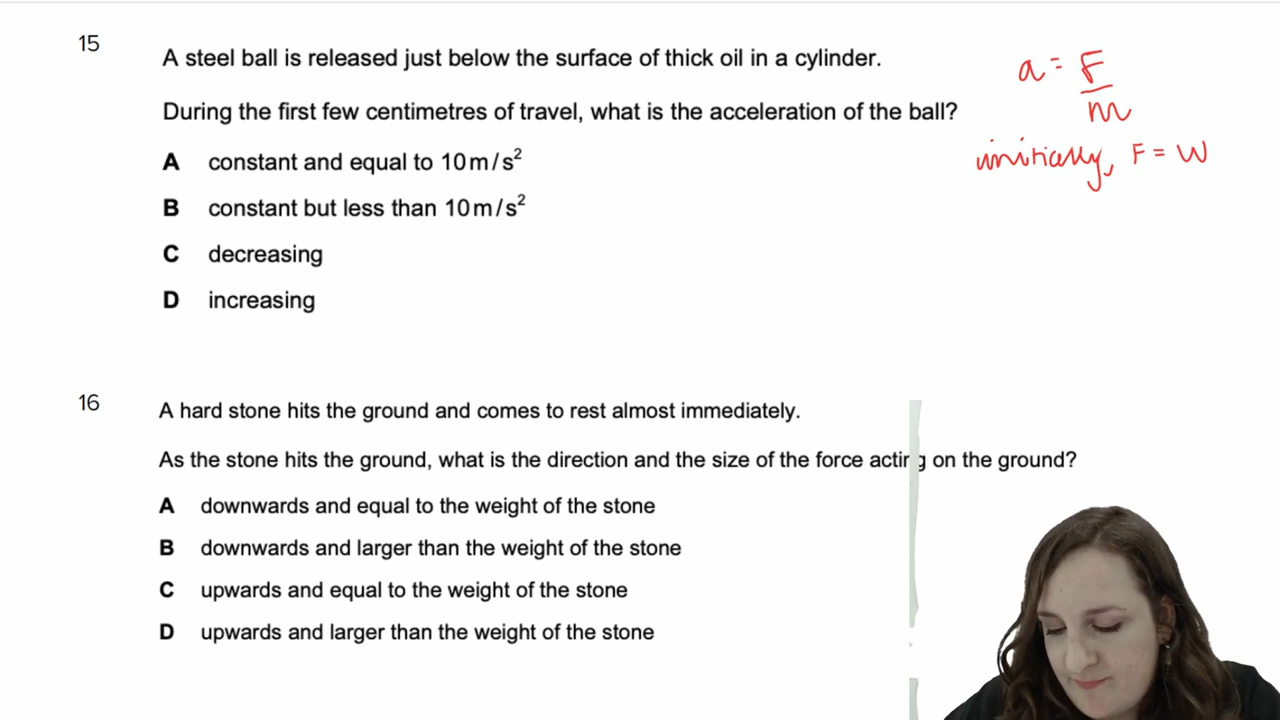 15
A steel ball is released just below the surface of thick oil in a cylinder.
During the first few centimetres of travel, what is the acceleration of the ball?
A constant and equal to 10 m / s²
B constant but less than 10 m / s²
C decreasing
D increasing
a = F
m
initially, F = W
16
A hard stone hits the ground and comes to rest almost immediately.
As the stone hits the ground, what is the direction and the size of the force acting on the ground?
A downwards and equal to the weight of the stone
B downwards and larger than the weight of the stone
C upwards and equal to the weight of the stone
D upwards and larger than the weight of the stone